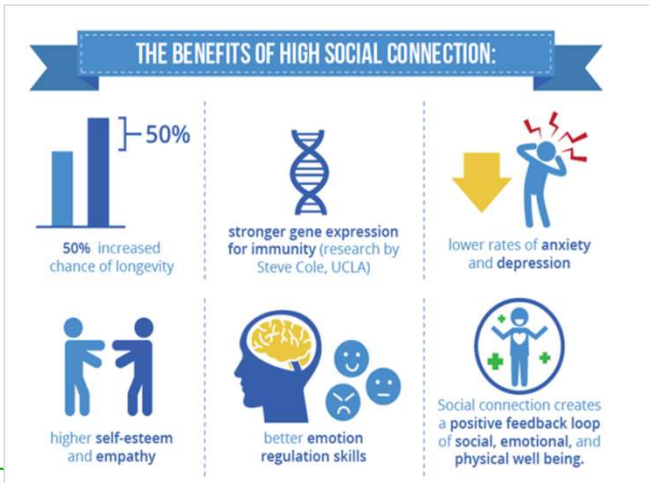 THE BENEFITS OF HIGH SOCIAL CONNECTION:
50%
50% increased
chance of longevity
stronger gene expression
for immunity (research by
Steve Cole, UCLA)
lower rates of anxiety
and depression
higher self-esteem
and empathy
better emotion
regulation skills
Social connection creates
a positive feedback loop
of social, emotional, and
physical well being.